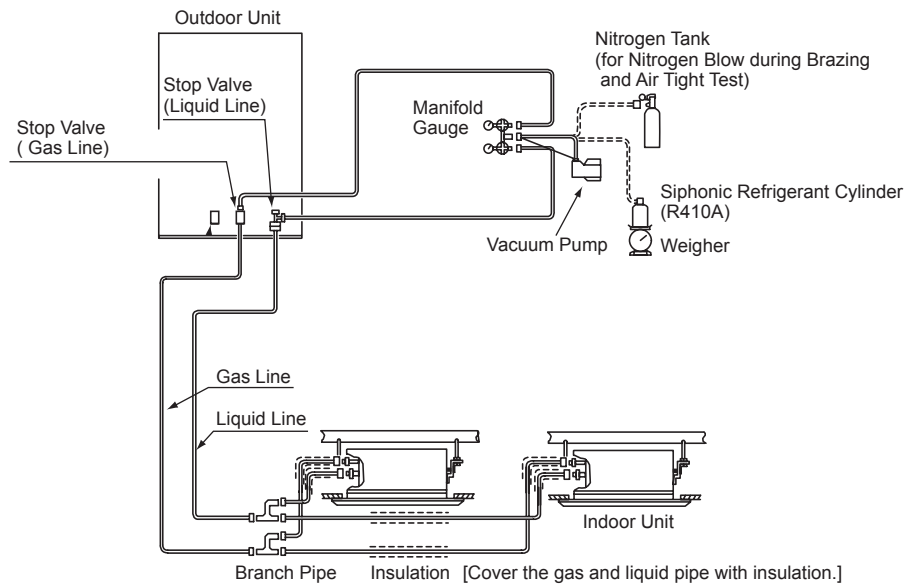 Outdoor Unit
Stop Valve
(Liquid Line)
Stop Valve
( Gas Line)
Manifold
Gauge
Nitrogen Tank
(for Nitrogen Blow during Brazing
and Air Tight Test)
Siphonic Refrigerant Cylinder
(R410A)
Vacuum Pump
Weigher
Gas Line
Liquid Line
Indoor Unit
Branch Pipe
Insulation
[Cover the gas and liquid pipe with insulation.]